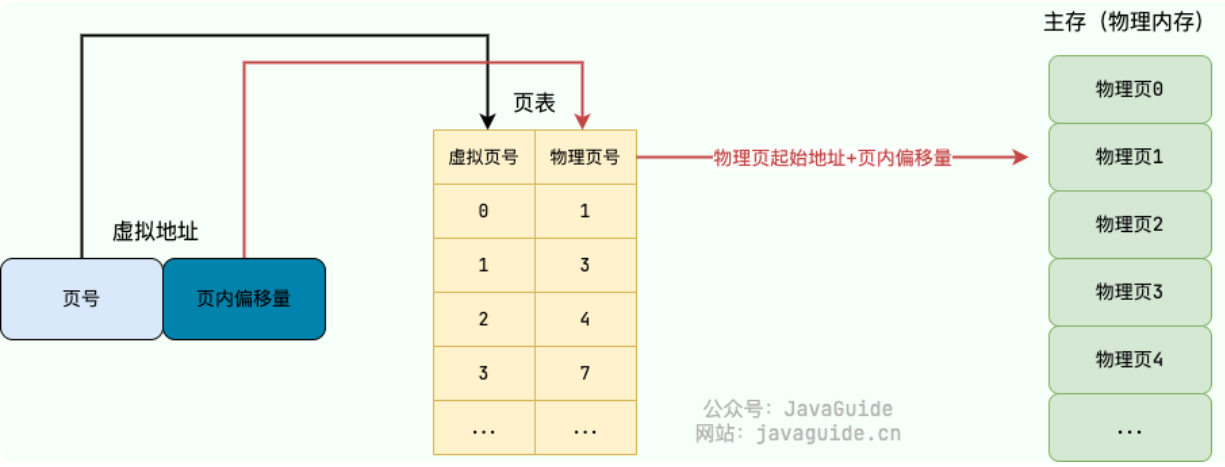 主存（物理内存）
物理页0
页表
虚拟页号 物理页号
物理页起始地址+页内偏移量
物理页1
0 1
物理页2
虚拟地址
1 3
页号 页内偏移量
物理页3
2 4
物理页4
3 7
公众号：JavaGuide
网站：javaguide.cn
... ...
...